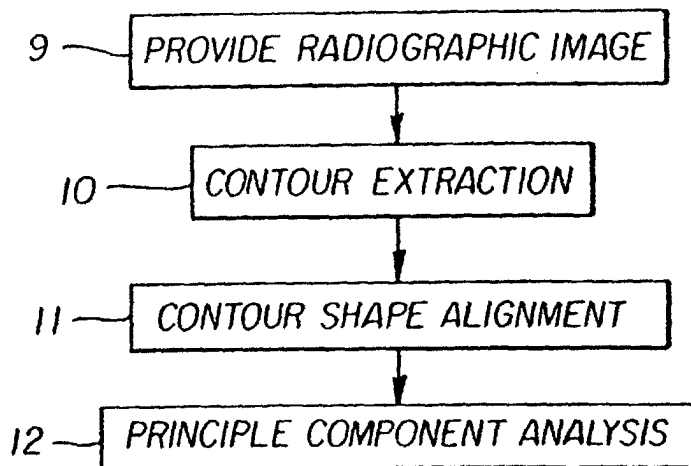 9 PROVIDE RADIOGRAPHIC IMAGE
10 CONTOUR EXTRACTION
11 CONTOUR SHAPE ALIGNMENT
12 PRINCIPLE COMPONENT ANALYSIS